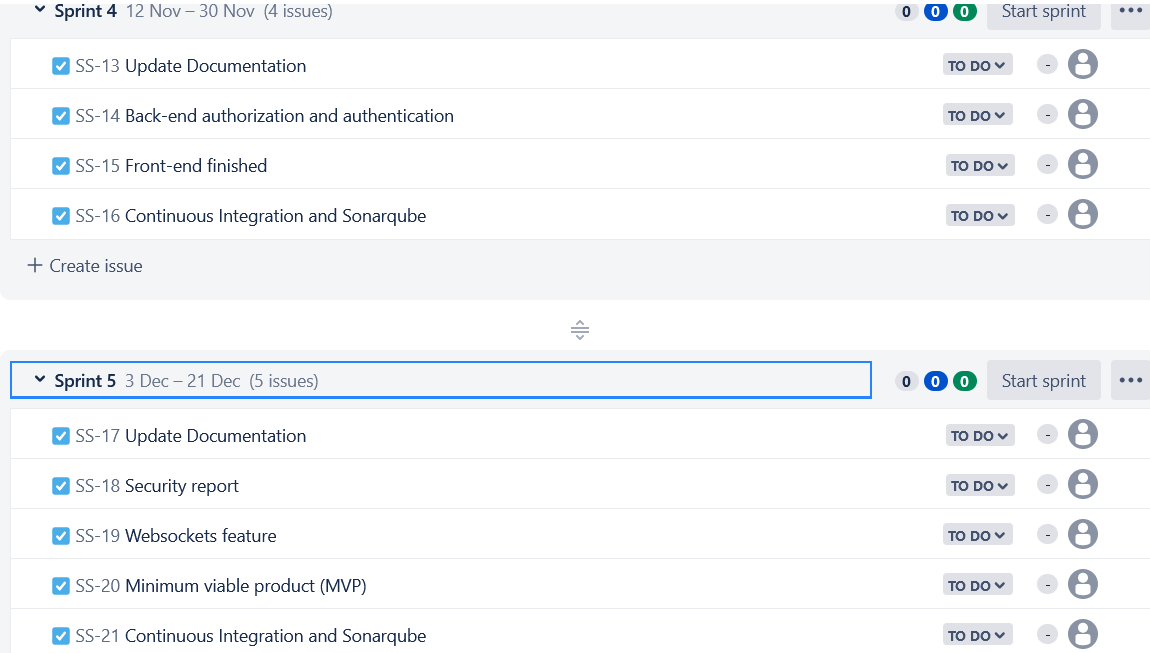 Sprint 4 12 Nov – 30 Nov (4 issues) 0 0 0 Start sprint •••
SS-13 Update Documentation TO DO -
SS-14 Back-end authorization and authentication TO DO -
SS-15 Front-end finished TO DO -
SS-16 Continuous Integration and Sonarqube TO DO -
+ Create issue
Sprint 5 3 Dec – 21 Dec (5 issues) 0 0 0 Start sprint •••
SS-17 Update Documentation TO DO -
SS-18 Security report TO DO -
SS-19 Websockets feature TO DO -
SS-20 Minimum viable product (MVP) TO DO -
SS-21 Continuous Integration and Sonarqube TO DO -